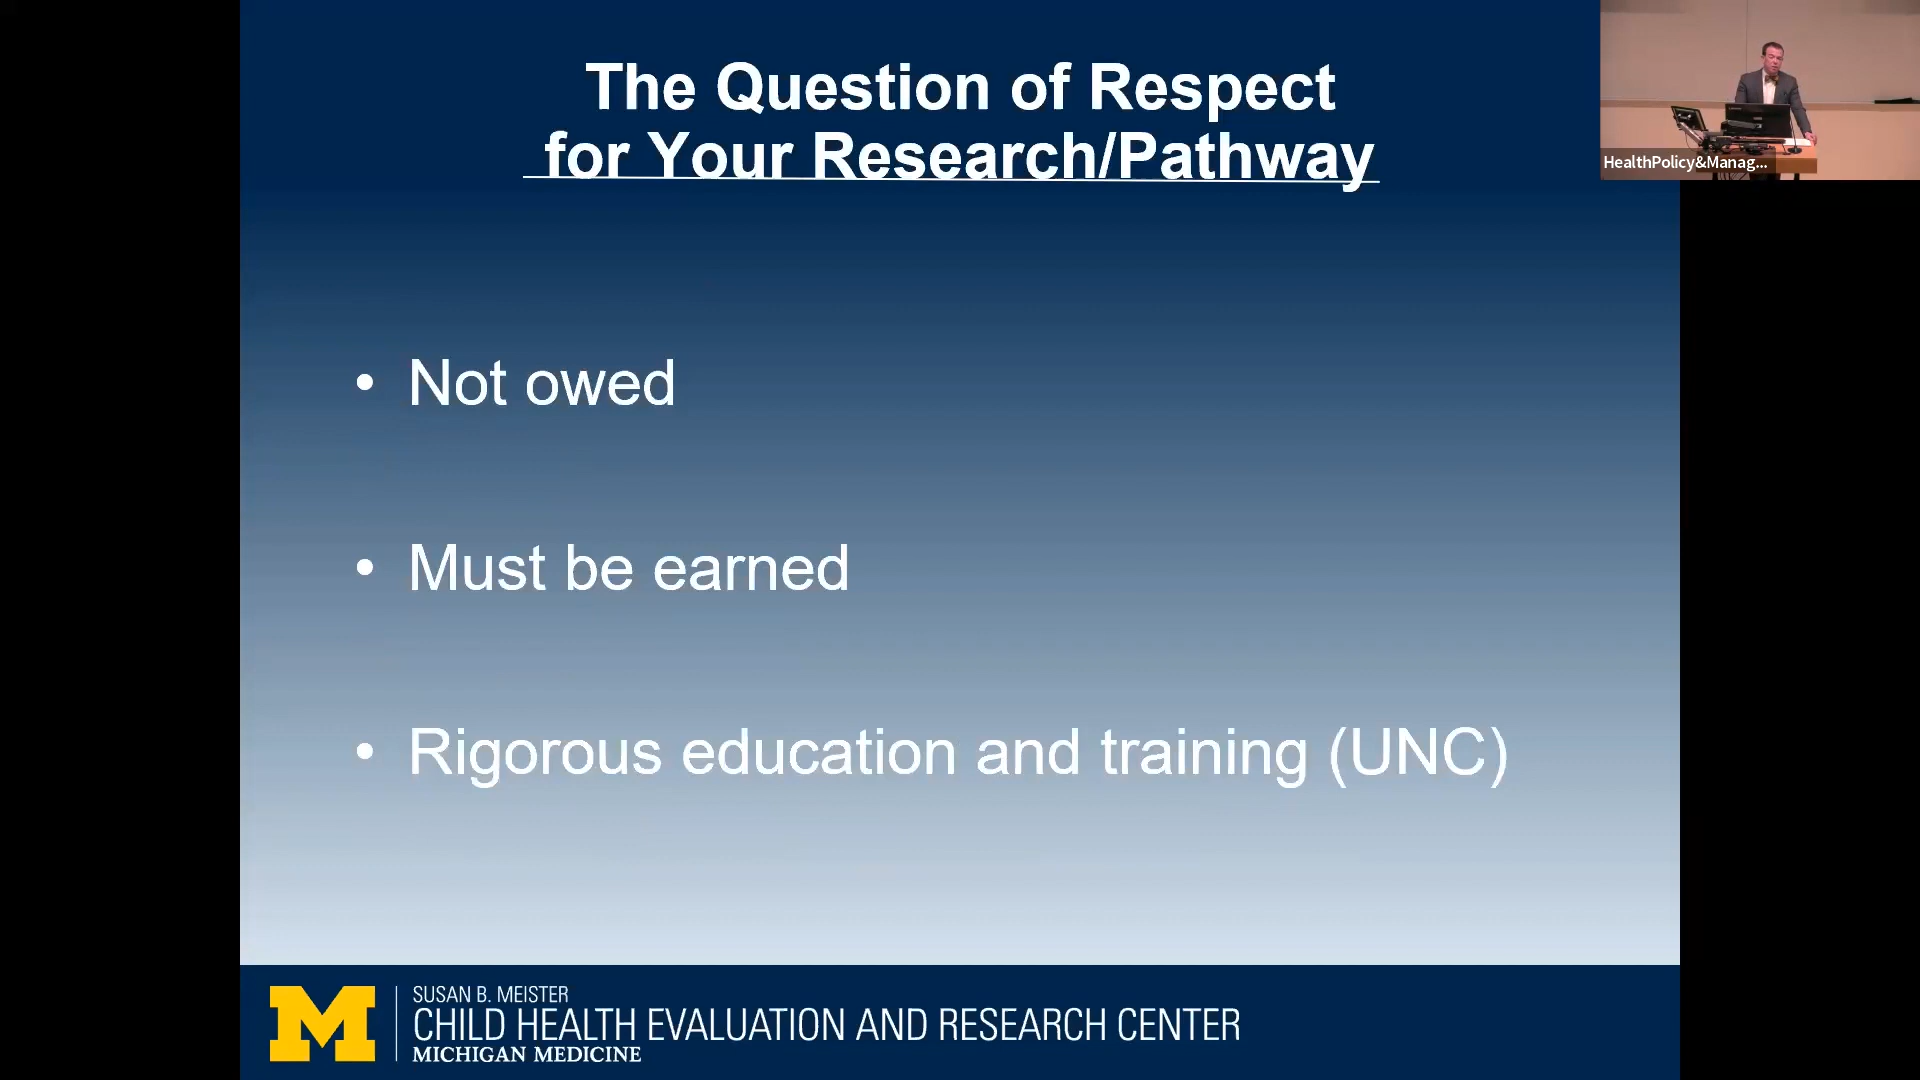 The Question of Respect
for Your Research/Pathway
HealthPolicy&Manag...
• Not owed
• Must be earned
• Rigorous education and training (UNC)
M
SUSAN B. MEISTER
CHILD HEALTH EVALUATION AND RESEARCH CENTER
MICHIGAN MEDICINE